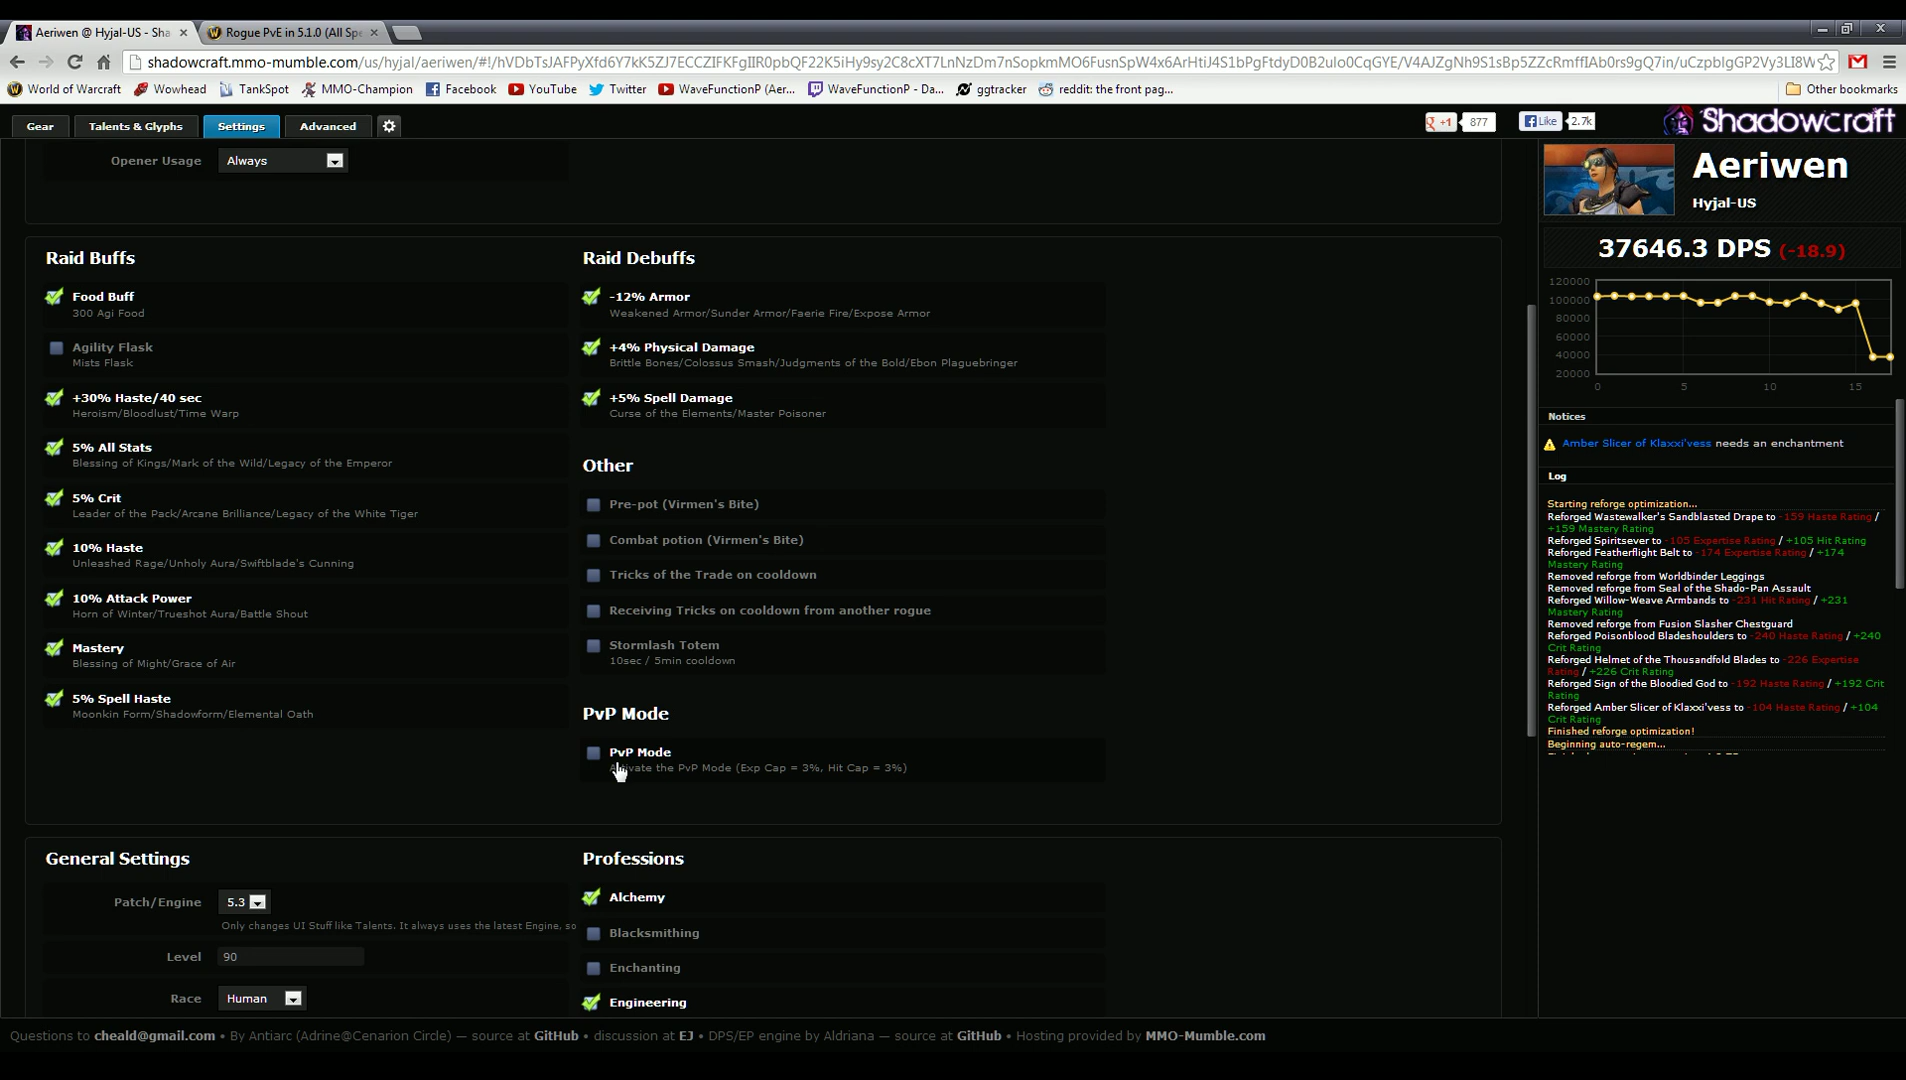 Aeriwen @ Hyjal-US - Sha
Rogue PvE in 5.1.0 (All Spe
shadowcraft.mmo-mumble.com/us/hyjal/aeriwen/#!/
World of Warcraft
Wowhead
TankSpot
MMO-Champion
Facebook
YouTube
Twitter
WaveFunctionP (Aer...
WaveFunctionP - Da...
ggtracker
reddit: the front pag...
Other bookmarks
Gear
Talents & Glyphs
Settings
Advanced
+1
877
Like
2.7k
Shadowcraft
Opener Usage
Always
Raid Buffs
Food Buff
300 Agi Food
Agility Flask
Mists Flask
+30% Haste/40 sec
Heroism/Bloodlust/Time Warp
5% All Stats
Blessing of Kings/Mark of the Wild/Legacy of the Emperor
5% Crit
Leader of the Pack/Arcane Brilliance/Legacy of the White Tiger
10% Haste
Unleashed Rage/Unholy Aura/Swiftblade's Cunning
10% Attack Power
Horn of Winter/Trueshot Aura/Battle Shout
Mastery
Blessing of Might/Grace of Air
5% Spell Haste
Moonkin Form/Shadowform/Elemental Oath
Raid Debuffs
-12% Armor
Weakened Armor/Sunder Armor/Faerie Fire/Expose Armor
+4% Physical Damage
Brittle Bones/Colossus Smash/Judgments of the Bold/Ebon Plaguebringer
+5% Spell Damage
Curse of the Elements/Master Poisoner
Other
Pre-pot (Virmen's Bite)
Combat potion (Virmen's Bite)
Tricks of the Trade on cooldown
Receiving Tricks on cooldown from another rogue
Stormlash Totem
10sec / 5min cooldown
PvP Mode
PvP Mode
Activate the PvP Mode (Exp Cap = 3%, Hit Cap = 3%)
General Settings
Patch/Engine
5.3
Only changes UI Stuff like Talents. It always uses the latest Engine, so
Level
90
Race
Human
Professions
Alchemy
Blacksmithing
Enchanting
Engineering
Aeriwen
Hyjal-US
37646.3 DPS (-18.9)
120000
100000
80000
60000
40000
20000
0
5
10
15
Notices
Amber Slicer of Klaxxi'vess needs an enchantment
Log
Starting reforge optimization...
Reforged Wastewalker's Sandblasted Drape to -159 Haste Rating /
+159 Mastery Rating
Reforged Spiritsever to -105 Expertise Rating / +105 Hit Rating
Reforged Featherflight Belt to -174 Expertise Rating / +174
Mastery Rating
Removed reforge from Worldbinder Leggings
Removed reforge from Seal of the Shado-Pan Assault
Reforged Willow-Weave Armbands to -231 Hit Rating / +231
Mastery Rating
Removed reforge from Fusion Slasher Chestguard
Reforged Poisonblood Bladeshoulders to -240 Haste Rating / +240
Crit Rating
Reforged Helmet of the Thousandfold Blades to -226 Expertise
Rating / +226 Crit Rating
Reforged Sign of the Bloodied God to -192 Haste Rating / +192 Crit
Rating
Reforged Amber Slicer of Klaxxi'vess to -104 Haste Rating / +104
Crit Rating
Finished reforge optimization!
Beginning auto-regem...
Questions to cheald@gmail.com • By Antiarc (Adrine@Cenarion Circle) — source at GitHub • discussion at EJ • DPS/EP engine by Aldriana — source at GitHub • Hosting provided by MMO-Mumble.com